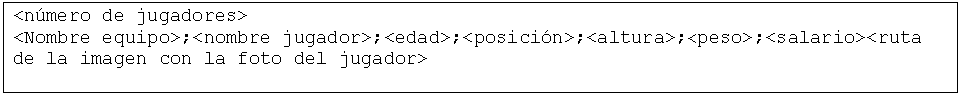 <número de jugadores>
<Nombre equipo>;<nombre jugador>;<edad>;<posición>;<altura>;<peso>;<salario><ruta
de la imagen con la foto del jugador>